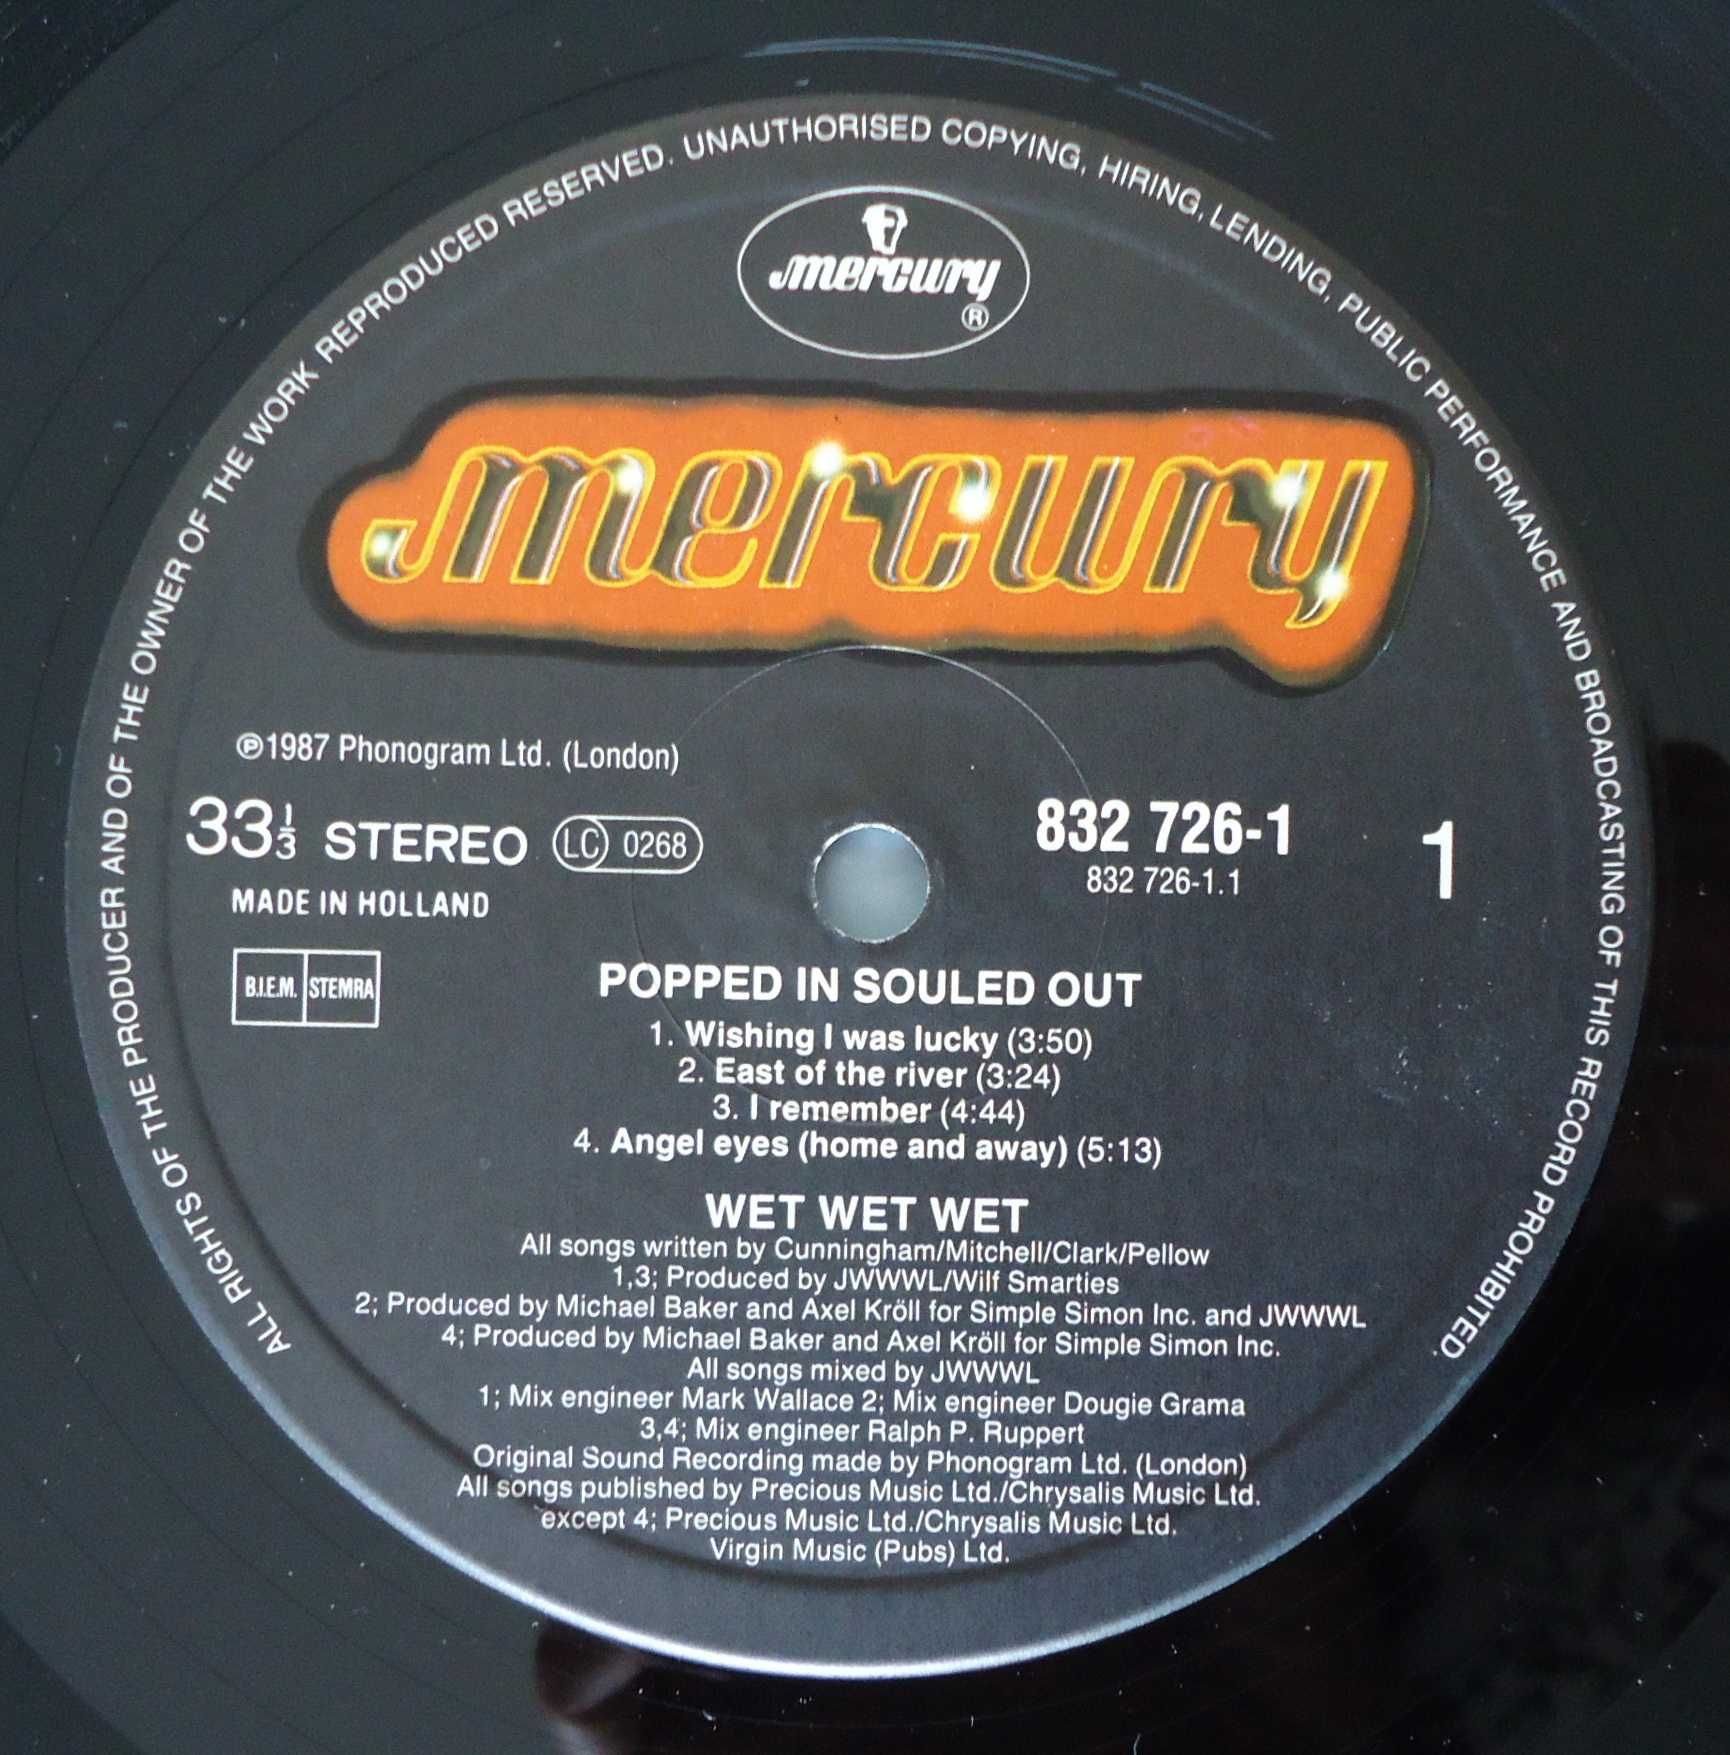 ALL RIGHTS OF THE PRODUCER AND OF THE OWNER OF THE WORK REPRODUCED RESERVED. UNAUTHORISED COPYING, HIRING, LENDING, PUBLIC PERFORMANCE AND BROADCASTING OF THIS RECORD PROHIBITED.
mercury
®
mercury
℗1987 Phonogram Ltd. (London)
33⅓ STEREO LC 0268
832 726-1 1
832 726-1.1
MADE IN HOLLAND
B.I.E.M. STEMRA
POPPED IN SOULED OUT
1. Wishing I was lucky (3:50)
2. East of the river (3:24)
3. I remember (4:44)
4. Angel eyes (home and away) (5:13)
WET WET WET
All songs written by Cunningham/Mitchell/Clark/Pellow
1,3; Produced by JWWWL/Wilf Smarties
2; Produced by Michael Baker and Axel Kröll for Simple Simon Inc. and JWWWL
4; Produced by Michael Baker and Axel Kröll for Simple Simon Inc.
All songs mixed by JWWWL
1; Mix engineer Mark Wallace 2; Mix engineer Dougie Grama
3,4; Mix engineer Ralph P. Ruppert
Original Sound Recording made by Phonogram Ltd. (London)
All songs published by Precious Music Ltd./Chrysalis Music Ltd.
except 4; Precious Music Ltd./Chrysalis Music Ltd.
Virgin Music (Pubs) Ltd.